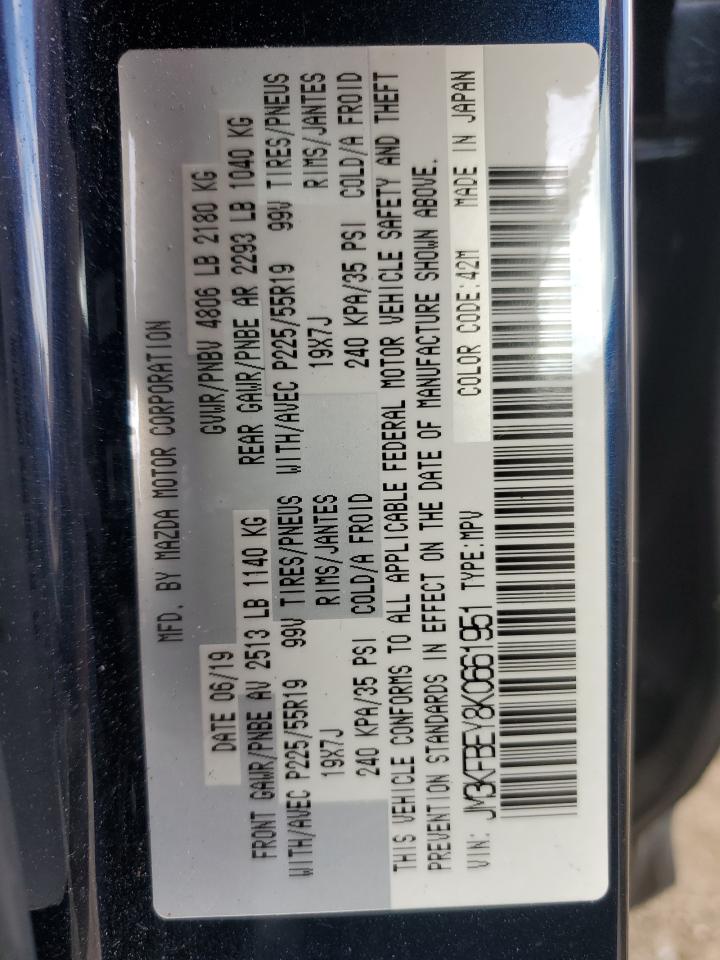 MFD. BY MAZDA MOTOR CORPORATION
DATE 06/19 GVWR/PNBV 4806 LB 2180 KG
FRONT GAWR/PNBE AV 2513 LB 1140 KG REAR GAWR/PNBE AR 2293 LB 1040 KG
WITH/AVEC P225/55R19 99V TIRES/PNEUS WITH/AVEC P225/55R19 99V TIRES/PNEUS
19X7J RIMS/JANTES 19X7J RIMS/JANTES
240 KPA/35 PSI COLD/A FROID 240 KPA/35 PSI COLD/A FROID
THIS VEHICLE CONFORMS TO ALL APPLICABLE FEDERAL MOTOR VEHICLE SAFETY AND THEFT
PREVENTION STANDARDS IN EFFECT ON THE DATE OF MANUFACTURE SHOWN ABOVE.
VIN: JM3KFBEY8K0661951 TYPE:MPV COLOR CODE:42M MADE IN JAPAN